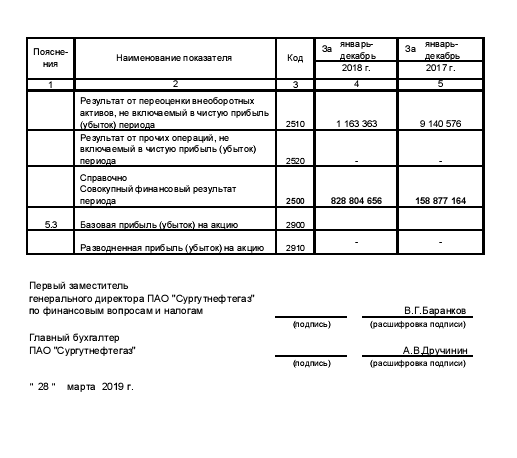 Поясне-
ния
Наименование показателя
Код
За январь-
декабрь
2018 г.
За январь-
декабрь
2017 г.
1 2 3 4 5
Результат от переоценки внеоборотных
активов, не включаемый в чистую прибыль
(убыток) периода 2510 1 163 363 9 140 576
Результат от прочих операций, не
включаемый в чистую прибыль (убыток)
периода 2520 - -
Справочно
Совокупный финансовый результат
периода 2500 828 804 656 158 877 164
5.3 Базовая прибыль (убыток) на акцию 2900
Разводненная прибыль (убыток) на акцию 2910 - -
Первый заместитель
генерального директора ПАО "Сургутнефтегаз"
по финансовым вопросам и налогам В.Г.Баранков
(подпись) (расшифровка подписи)
Главный бухгалтер
ПАО "Сургутнефтегаз" А.В.Дручинин
(подпись) (расшифровка подписи)
" 28 " марта 2019 г.